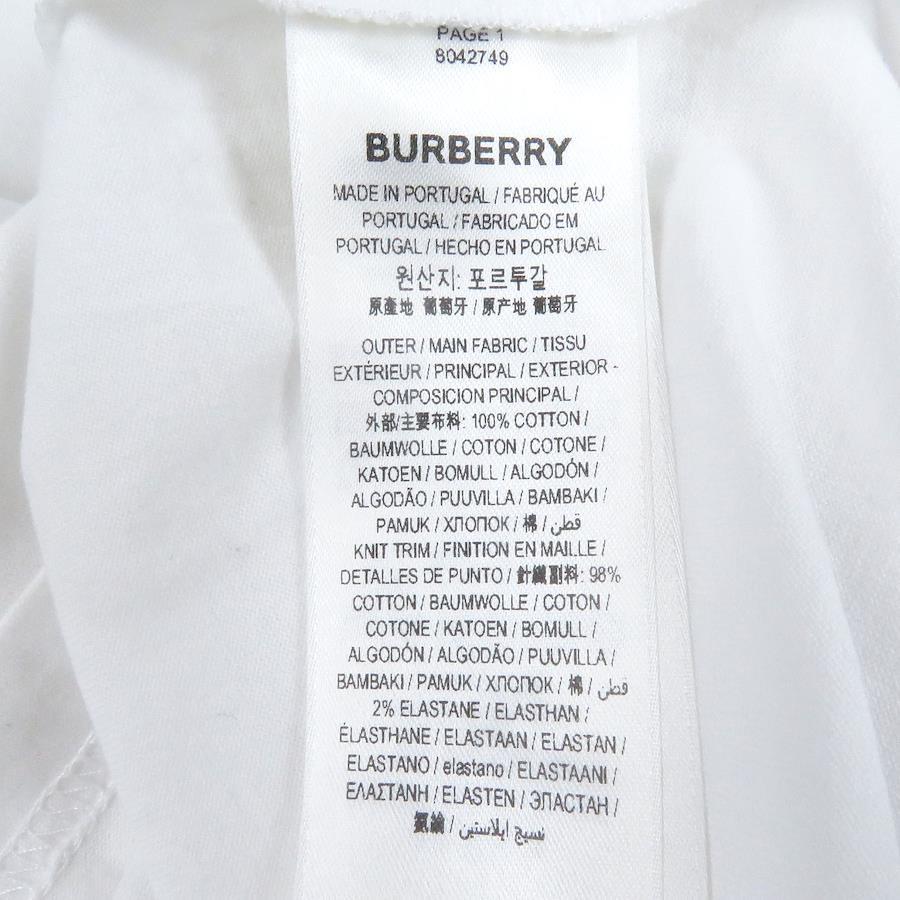 PAGE 1
8042749
BURBERRY
MADE IN PORTUGAL / FABRIQUÉ AU
PORTUGAL / FABRICADO EM
PORTUGAL / HECHO EN PORTUGAL
원산지: 포르투갈
原產地 葡萄牙 / 原产地 葡萄牙
OUTER / MAIN FABRIC / TISSU
EXTÉRIEUR / PRINCIPAL / EXTERIOR -
COMPOSICION PRINCIPAL /
外部/主要布料: 100% COTTON /
BAUMWOLLE / COTON / COTONE /
KATOEN / BOMULL / ALGODÓN /
ALGODÃO / PUUVILLA / BAMBAKI /
PAMUK / ХЛОПОК / 棉 / قطن
KNIT TRIM / FINITION EN MAILLE /
DETALLES DE PUNTO / 針織副料: 98%
COTTON / BAUMWOLLE / COTON /
COTONE / KATOEN / BOMULL /
ALGODÓN / ALGODÃO / PUUVILLA /
BAMBAKI / PAMUK / ХЛОПОК / 棉 / قطن
2% ELASTANE / ELASTHAN /
ÉLASTHANE / ELASTAAN / ELASTAN /
ELASTANO / elastano / ELASTAANI /
ΕΛΑΣΤΑΝΗ / ELASTEN / ЭЛАСТАН /
氨綸 / نسيج إيلاستين